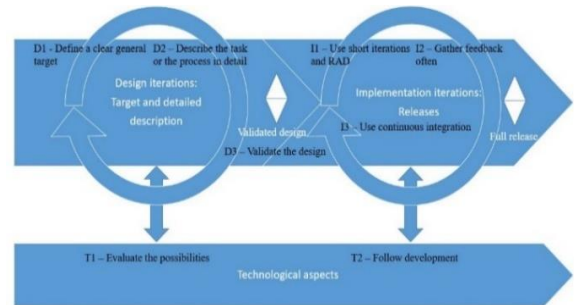 D1 - Define a clear general
target
D2 – Describe the task
or the process in detail
I1 – Use short iterations
and RAD
I2 – Gather feedback
often
Design iterations:
Target and detailed
description
Implementation iterations:
Releases
I3 – Use continuous integration
Validated design
Full release
D3 – Validate the design
T1 – Evaluate the possibilities
T2 – Follow development
Technological aspects